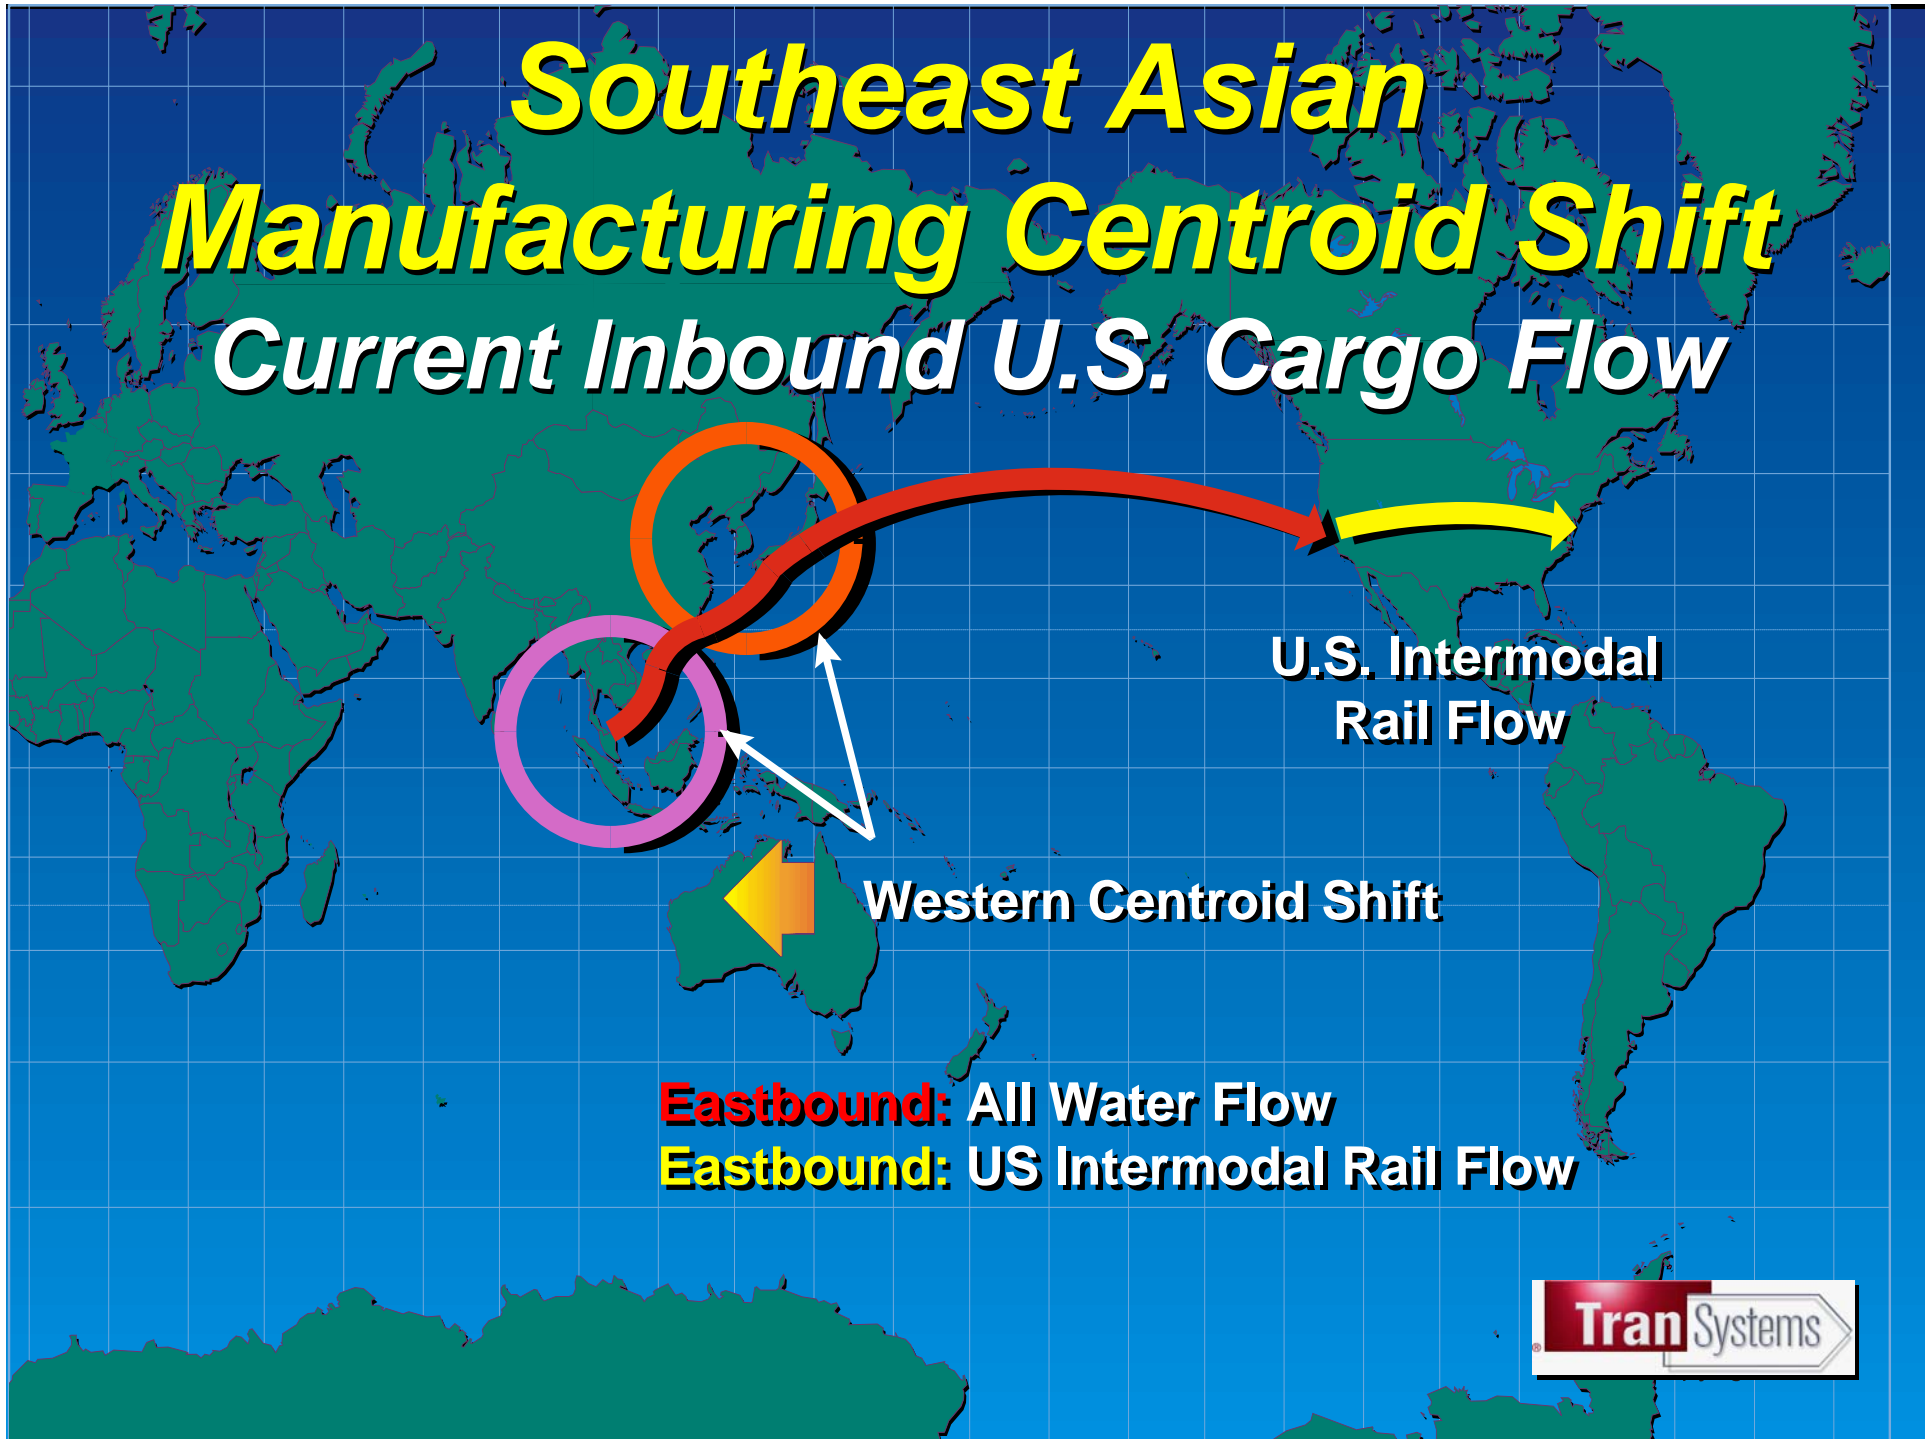 Southeast Asian
Manufacturing Centroid Shift
Current Inbound U.S. Cargo Flow
U.S. Intermodal
Rail Flow
Western Centroid Shift
Eastbound: All Water Flow
Eastbound: US Intermodal Rail Flow
TranSystems
®